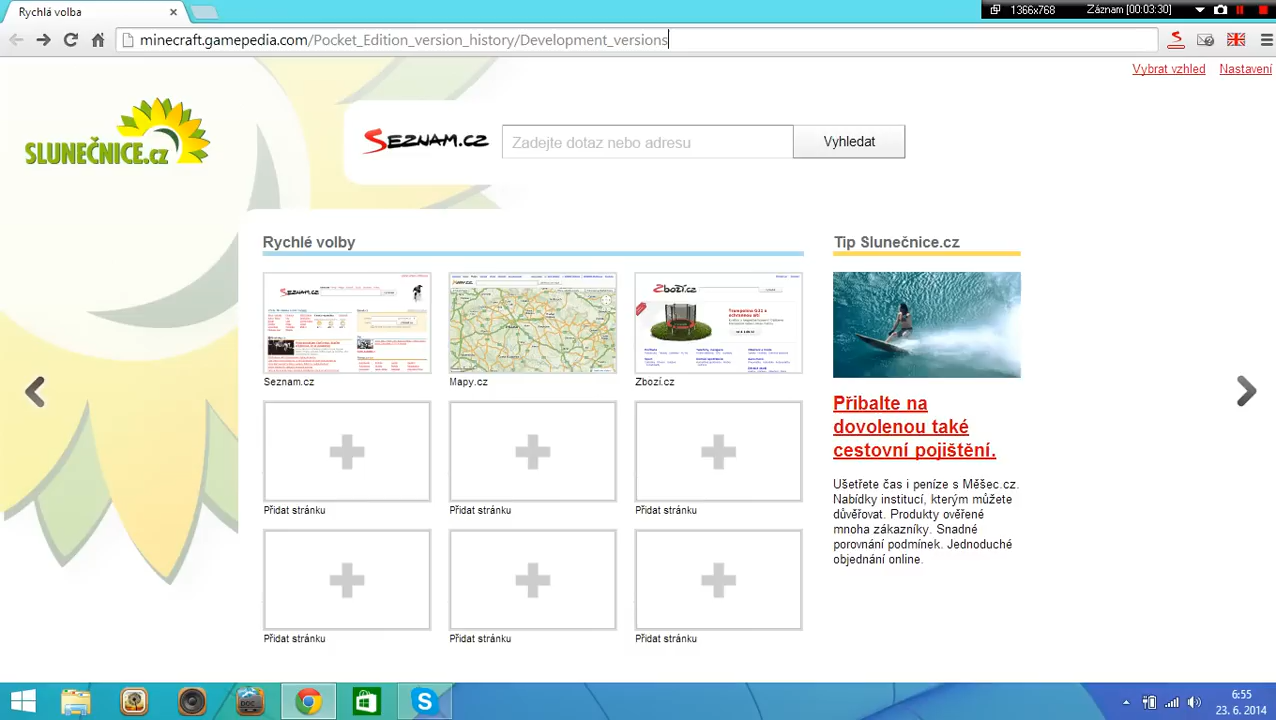 Rychlá volba
1366x768
Záznam [00:03:30]
minecraft.gamepedia.com/Pocket_Edition_version_history/Development_versions
Vybrat vzhled
Nastavení
SLUNEČNICE.cz
SEZNAM.CZ
Zadejte dotaz nebo adresu
Vyhledat
Rychlé volby
Tip Slunečnice.cz
Seznam.cz
Mapy.cz
Zbozí.cz
Přibalte na
dovolenou také
cestovní pojištění.
Ušetřete čas i peníze s Měšec.cz.
Nabídky institucí, kterým můžete
důvěřovat. Produkty ověřené
mnoha zákazníky. Snadné
porovnání podmínek. Jednoduché
objednání online.
Přidat stránku
Přidat stránku
Přidat stránku
Přidat stránku
Přidat stránku
Přidat stránku
DOC
6:55
23. 6. 2014